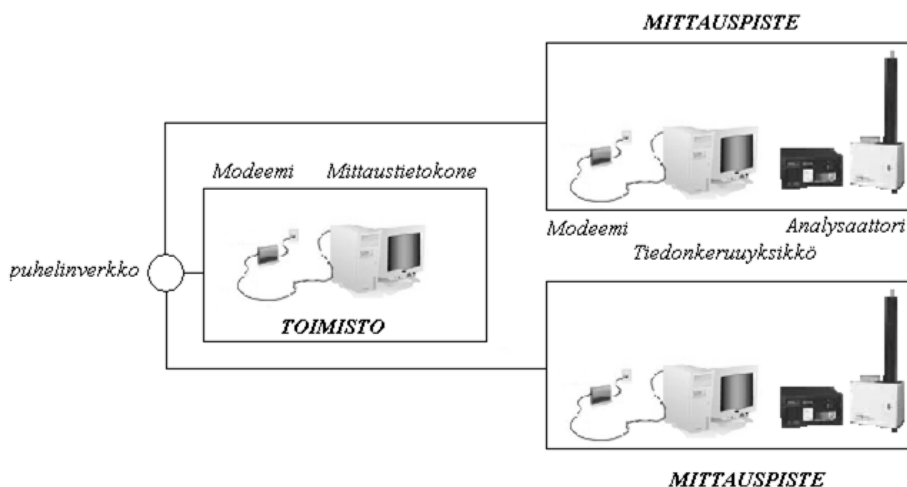 MITTAUSPISTE
Modeemi
Mittaustietokone
Modeemi
Analysaattori
Tiedonkeruuyksikkö
puhelinverkko
TOIMISTO
MITTAUSPISTE